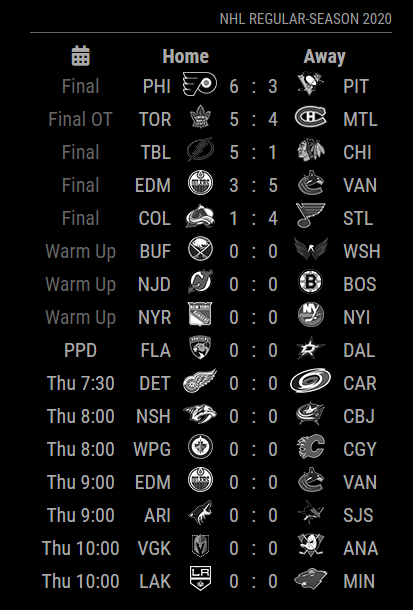 NHL REGULAR-SEASON 2020
Home Away
Final PHI 6 : 3 PIT
Final OT TOR 5 : 4 MTL
Final TBL 5 : 1 CHI
Final EDM 3 : 5 VAN
Final COL 1 : 4 STL
Warm Up BUF 0 : 0 WSH
Warm Up NJD 0 : 0 BOS
Warm Up NYR 0 : 0 NYI
PPD FLA 0 : 0 DAL
Thu 7:30 DET 0 : 0 CAR
Thu 8:00 NSH 0 : 0 CBJ
Thu 8:00 WPG 0 : 0 CGY
Thu 9:00 EDM 0 : 0 VAN
Thu 9:00 ARI 0 : 0 SJS
Thu 10:00 VGK 0 : 0 ANA
Thu 10:00 LAK 0 : 0 MIN